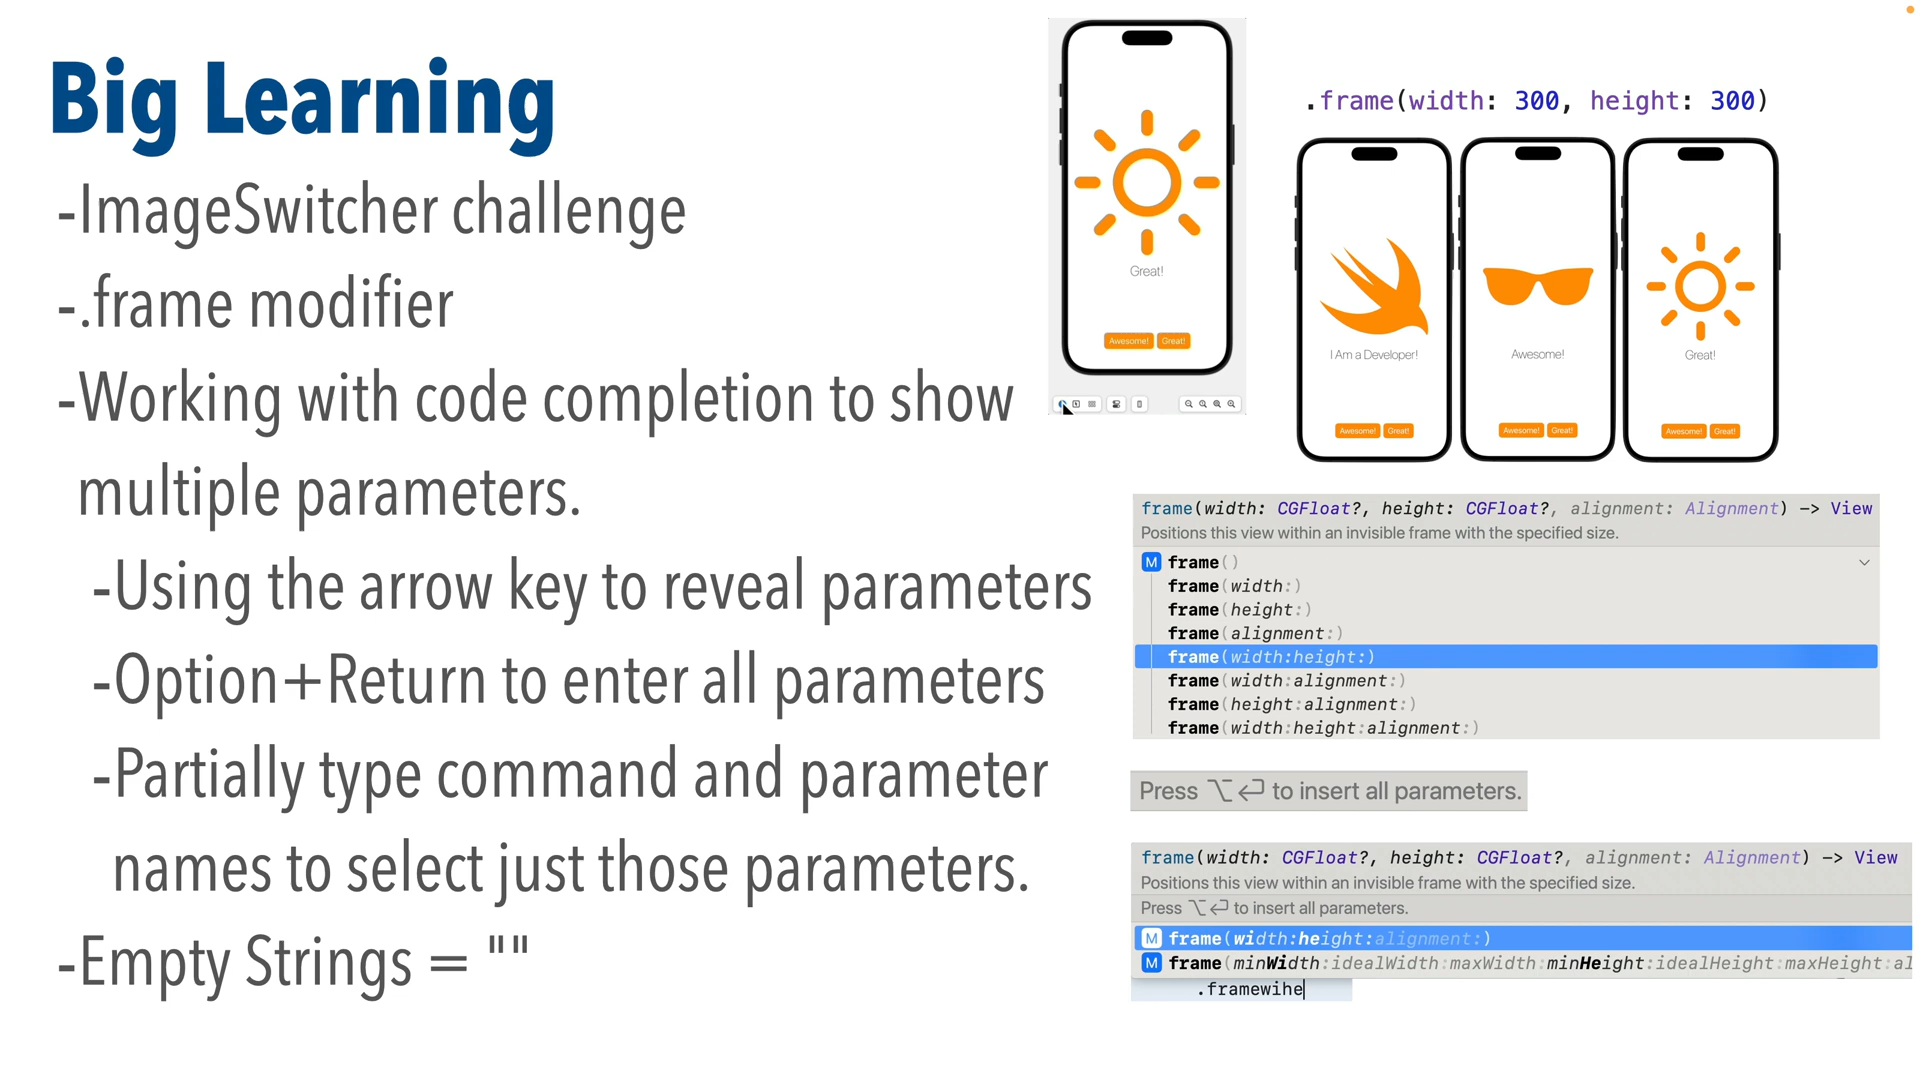 Big Learning
-ImageSwitcher challenge
-.frame modifier
-Working with code completion to show
multiple parameters.
-Using the arrow key to reveal parameters
-Option+Return to enter all parameters
-Partially type command and parameter
names to select just those parameters.
-Empty Strings = ""
Great!
Awesome! Great!
.frame(width: 300, height: 300)
I Am a Developer!
Awesome! Great!
Awesome!
Awesome! Great!
Great!
Awesome! Great!
frame(width: CGFloat?, height: CGFloat?, alignment: Alignment) -> View
Positions this view within an invisible frame with the specified size.
M frame()
frame(width:)
frame(height:)
frame(alignment:)
frame(width:height:)
frame(width:alignment:)
frame(height:alignment:)
frame(width:height:alignment:)
Press ⌥↩ to insert all parameters.
frame(width: CGFloat?, height: CGFloat?, alignment: Alignment) -> View
Positions this view within an invisible frame with the specified size.
Press ⌥↩ to insert all parameters.
M frame(width:height:alignment:)
M frame(minWidth:idealWidth:maxWidth:minHeight:idealHeight:maxHeight:al
.framewihe